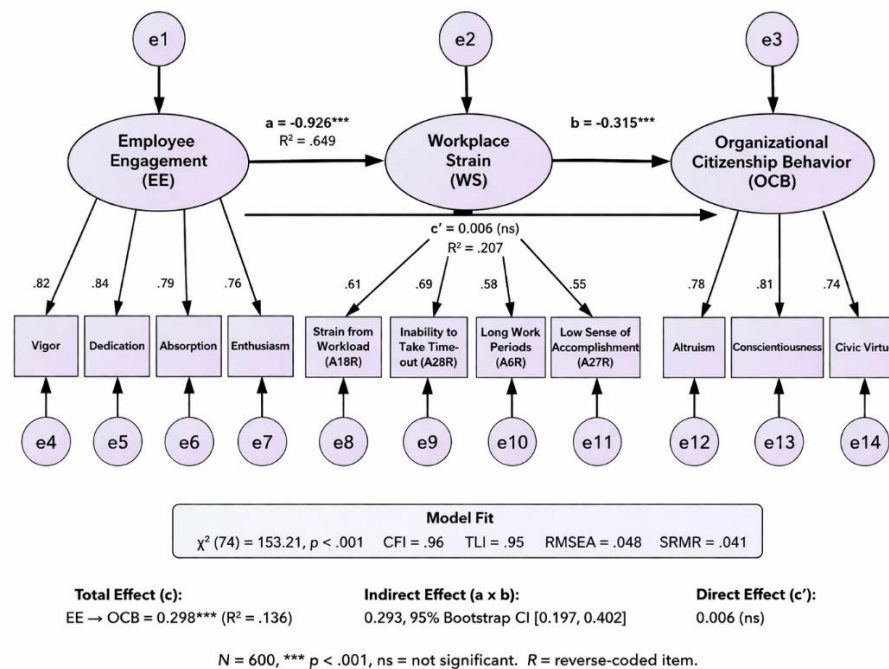 e1
e2
e3
Employee
Engagement
(EE)
a = -0.926***
R² = .649
Workplace
Strain
(WS)
b = -0.315***
Organizational
Citizenship Behavior
(OCB)
c’ = 0.006 (ns)
R² = .207
.82
.84
.79
.76
.61
.69
.58
.55
.78
.81
.74
Vigor
Dedication
Absorption
Enthusiasm
Strain from
Workload
(A18R)
Inability to
Take Time-
out (A28R)
Long Work
Periods
(A6R)
Low Sense of
Accomplishment
(A27R)
Altruism
Conscientiousness
Civic Virtu
e4
e5
e6
e7
e8
e9
e10
e11
e12
e13
e14
Model Fit
χ² (74) = 153.21, p < .001 CFI = .96 TLI = .95 RMSEA = .048 SRMR = .041
Total Effect (c):
EE → OCB = 0.298*** (R² = .136)
Indirect Effect (a x b):
0.293, 95% Bootstrap CI [0.197, 0.402]
Direct Effect (c’):
0.006 (ns)
N = 600, *** p < .001, ns = not significant. R = reverse-coded item.